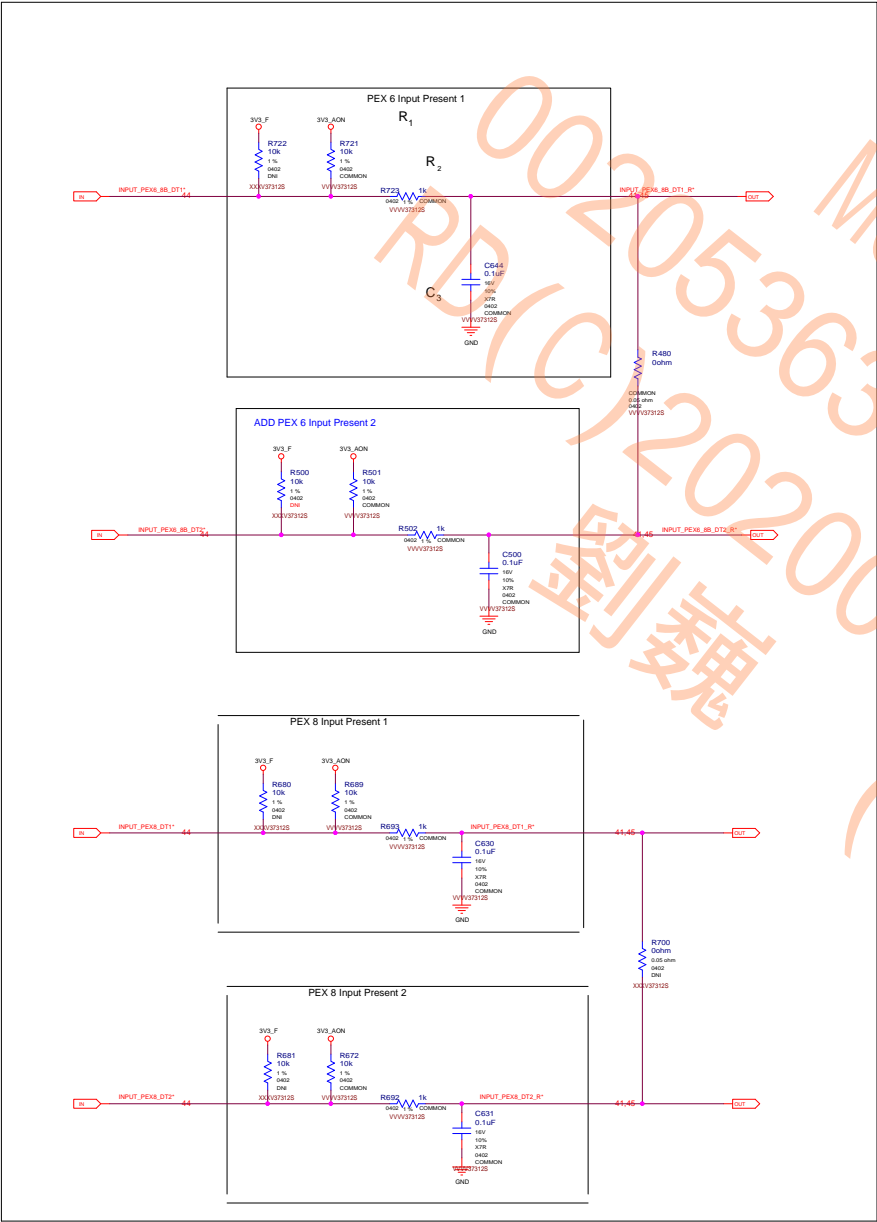 PEX 6 Input Present 1
R1
3V3_F
3V3_AON
R722
10k
1 %
0402
DNI
XXXV37312S
R721
10k
1 %
0402
COMMON
VVVV37312S
R2
IN
INPUT_PEX6_8B_DT1*
44
R723
1k
0402
1 %
COMMON
VVVV37312S
INPUT_PEX6_8B_DT1_R*
44,45
OUT
C3
C644
0.1uF
16V
10%
X7R
0402
COMMON
VVVV37312S
GND
R480
0ohm
COMMON
0.05 ohm
0402
VVVV37312S
ADD PEX 6 Input Present 2
3V3_F
3V3_AON
R500
10k
1 %
0402
DNI
XXXV37312S
R501
10k
1 %
0402
COMMON
VVVV37312S
IN
INPUT_PEX6_8B_DT2*
44
R502
1k
0402
1 %
COMMON
VVVV37312S
INPUT_PEX6_8B_DT2_R*
OUT
C500
0.1uF
16V
10%
X7R
0402
COMMON
VVVV37312S
GND
PEX 8 Input Present 1
3V3_F
3V3_AON
R680
10k
1 %
0402
DNI
XXXV37312S
R689
10k
1 %
0402
COMMON
VVVV37312S
IN
INPUT_PEX8_DT1*
44
R693
1k
0402
1 %
COMMON
VVVV37312S
INPUT_PEX8_DT1_R*
41,45
OUT
C630
0.1uF
16V
10%
X7R
0402
COMMON
VVVV37312S
GND
R700
0ohm
0.05 ohm
0402
DNI
XXXV37312S
PEX 8 Input Present 2
3V3_F
3V3_AON
R681
10k
1 %
0402
DNI
XXXV37312S
R672
10k
1 %
0402
COMMON
VVVV37312S
IN
INPUT_PEX8_DT2*
44
R692
1k
0402
1 %
COMMON
VVVV37312S
INPUT_PEX8_DT2_R*
41,45
OUT
C631
0.1uF
16V
10%
X7R
0402
COMMON
VVVV37312S
GND
00205363
RD(C)20200
劉巍